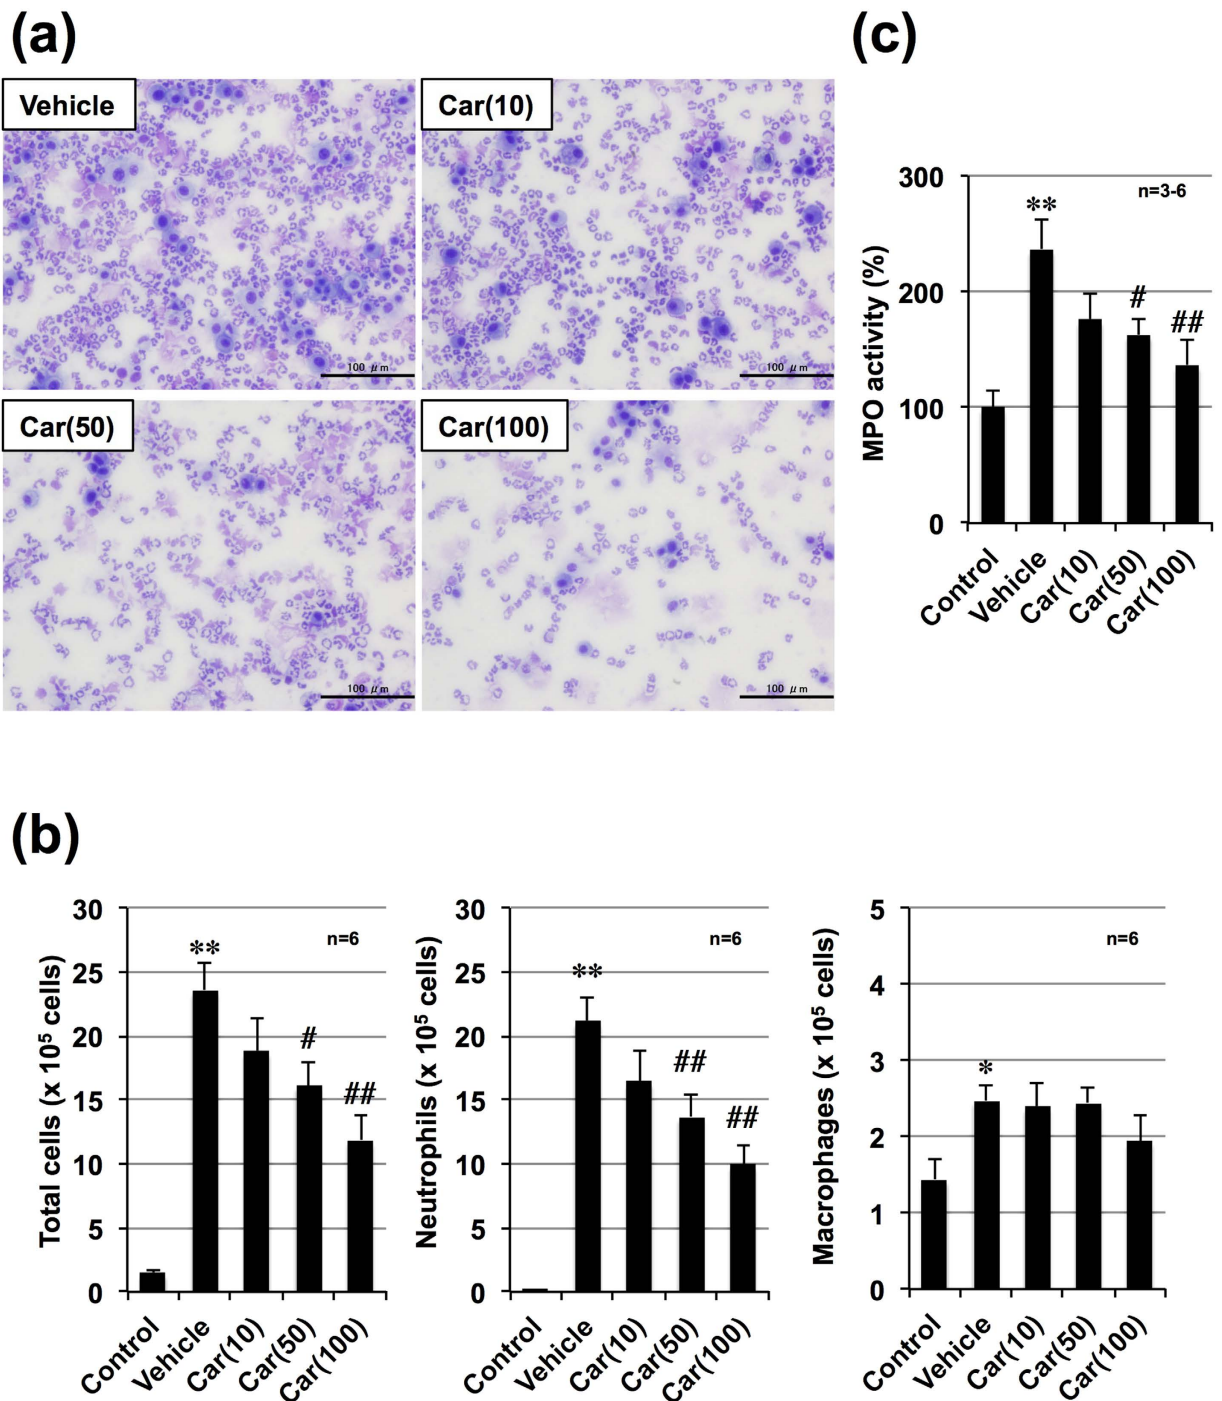 (a)
Vehicle
100 μm
Car(10)
100 μm
Car(50)
100 μm
Car(100)
100 μm
(c)
MPO activity (%)
300
200
100
0
n=3-6
**
#
##
Control
Vehicle
Car(10)
Car(50)
Car(100)
(b)
Total cells (x 10⁵ cells)
30
25
20
15
10
5
0
n=6
**
#
##
Control
Vehicle
Car(10)
Car(50)
Car(100)
Neutrophils (x 10⁵ cells)
30
25
20
15
10
5
0
n=6
**
##
##
Control
Vehicle
Car(10)
Car(50)
Car(100)
Macrophages (x 10⁵ cells)
5
4
3
2
1
0
n=6
*
Control
Vehicle
Car(10)
Car(50)
Car(100)